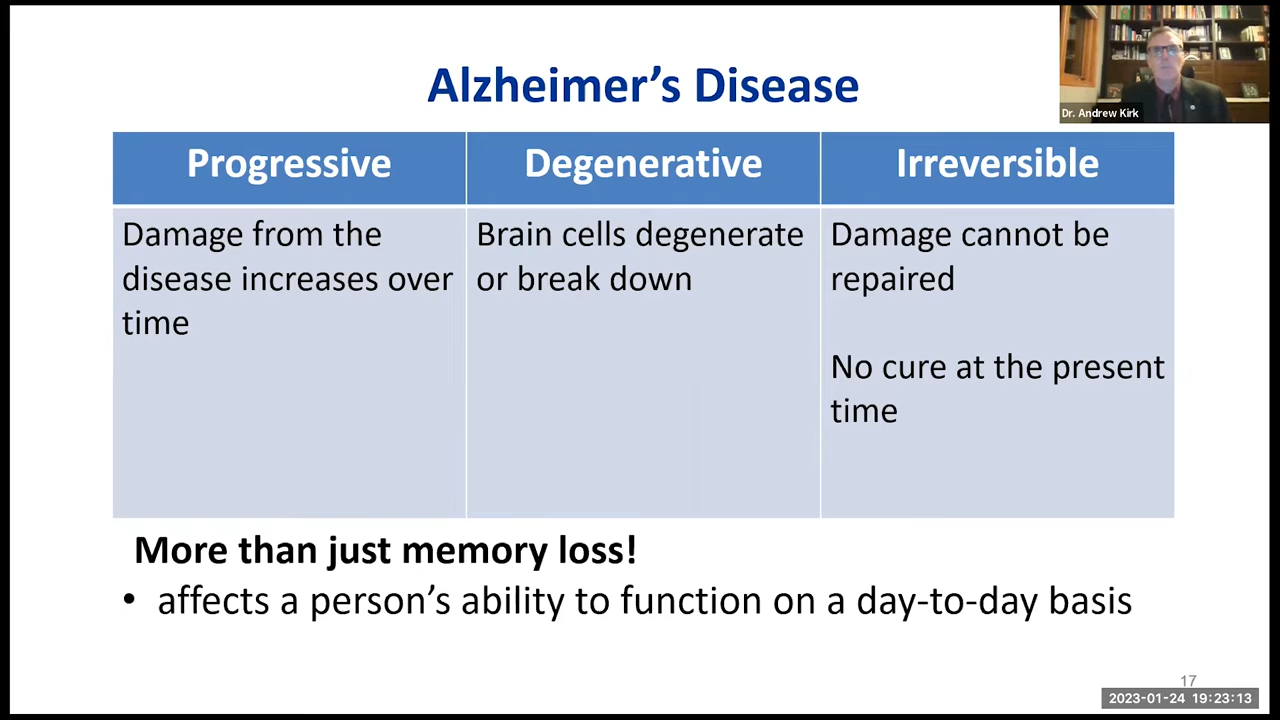 Alzheimer’s Disease
Dr. Andrew Kirk
Progressive
Degenerative
Irreversible
Damage from the
disease increases over
time
Brain cells degenerate
or break down
Damage cannot be
repaired
No cure at the present
time
More than just memory loss!
• affects a person’s ability to function on a day-to-day basis
17
2023-01-24 19:23:13